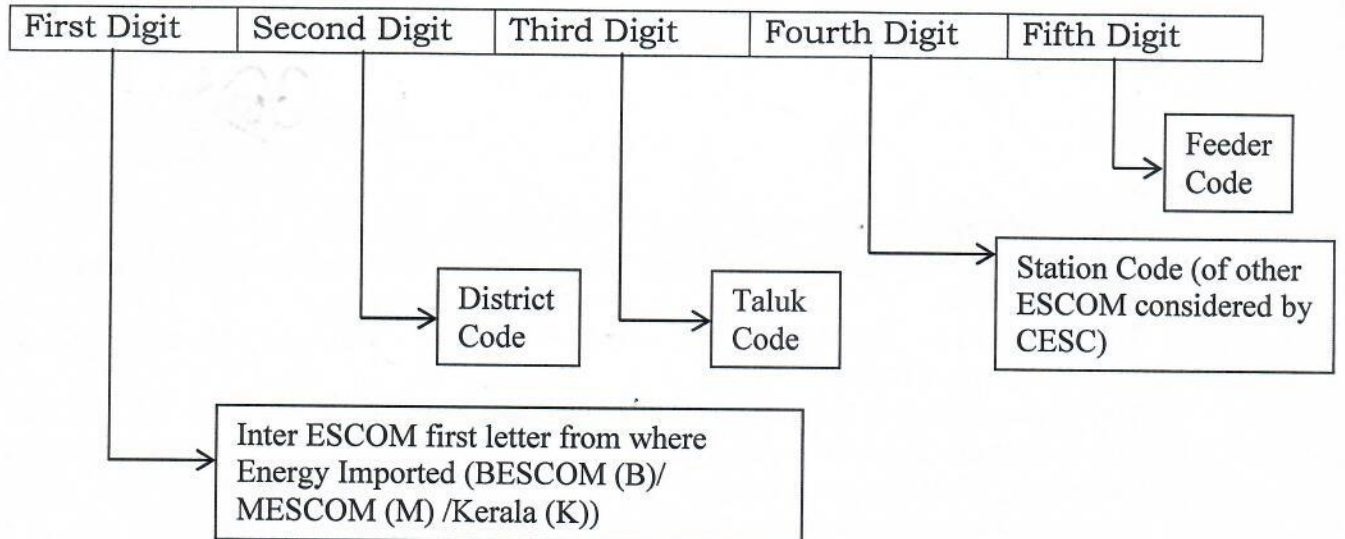 First Digit Second Digit Third Digit Fourth Digit Fifth Digit
Feeder
Code
Station Code (of other
ESCOM considered by
CESC)
District
Code
Taluk
Code
Inter ESCOM first letter from where
Energy Imported (BESCOM (B)/
MESCOM (M) /Kerala (K))